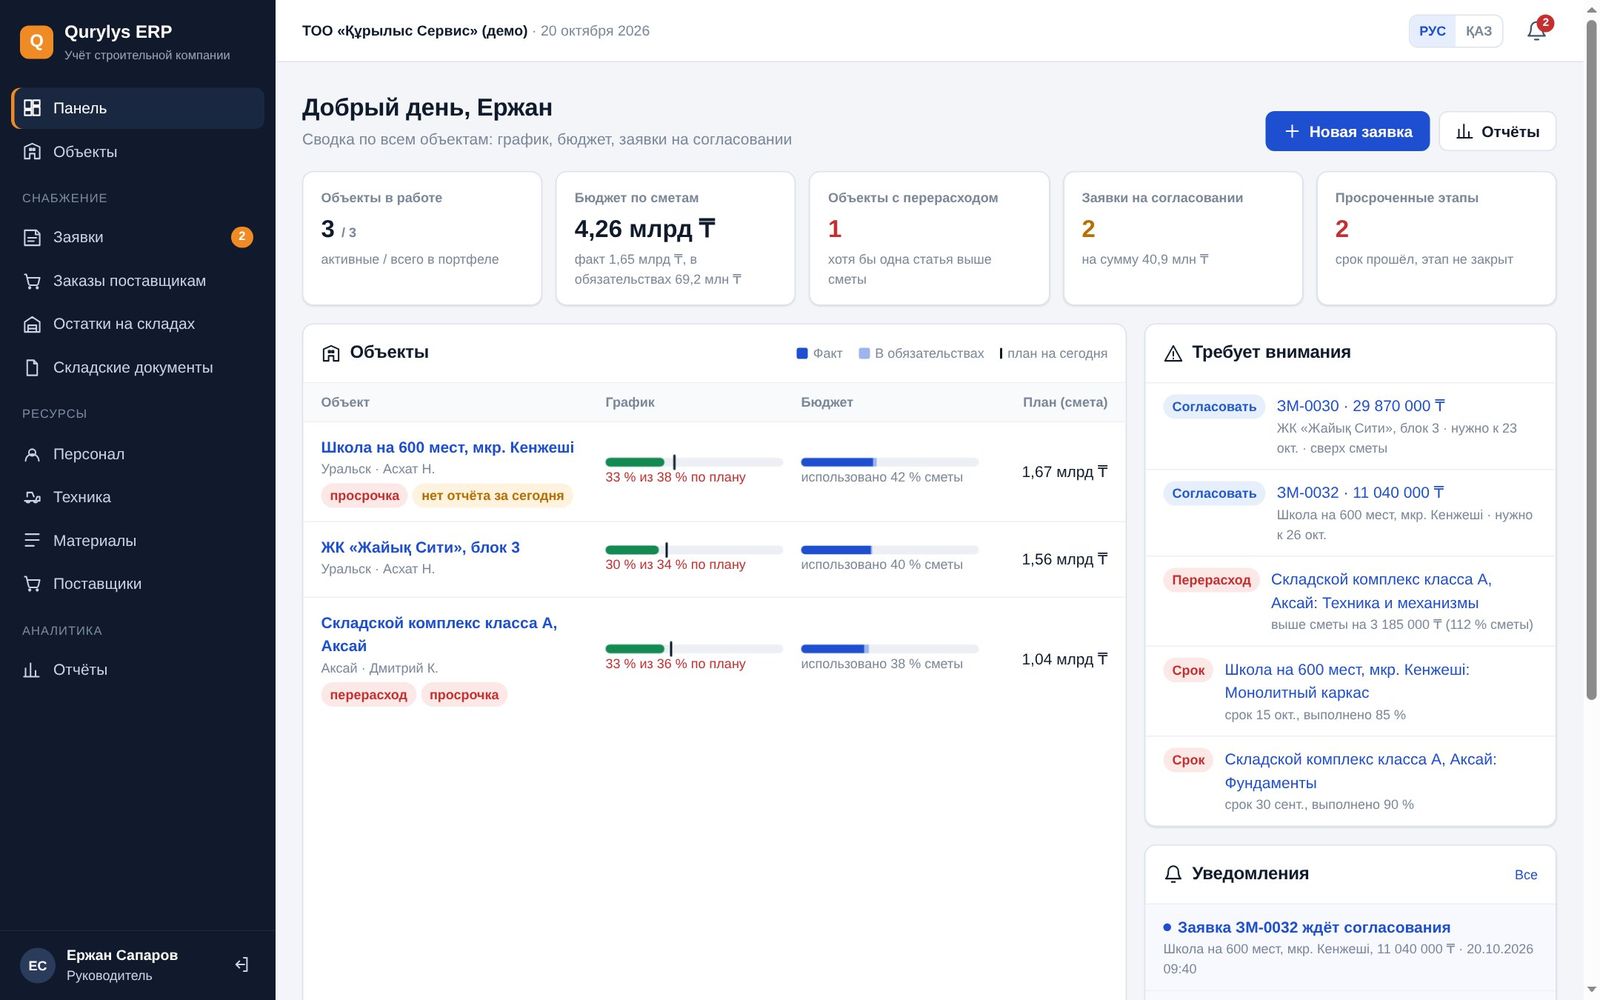 Q
Qurylys ERP
Учёт строительной компании
Панель
Объекты
СНАБЖЕНИЕ
Заявки
2
Заказы поставщикам
Остатки на складах
Складские документы
РЕСУРСЫ
Персонал
Техника
Материалы
Поставщики
АНАЛИТИКА
Отчёты
ЕС
Ержан Сапаров
Руководитель
ТОО «Құрылыс Сервис» (демо) · 20 октября 2026
РУС
ҚАЗ
2
Добрый день, Ержан
Сводка по всем объектам: график, бюджет, заявки на согласовании
Новая заявка
Отчёты
Объекты в работе
3 / 3
активные / всего в портфеле
Бюджет по сметам
4,26 млрд ₸
факт 1,65 млрд ₸, в
обязательствах 69,2 млн ₸
Объекты с перерасходом
1
хотя бы одна статья выше
сметы
Заявки на согласовании
2
на сумму 40,9 млн ₸
Просроченные этапы
2
срок прошёл, этап не закрыт
Объекты
Факт
В обязательствах
план на сегодня
Объект
График
Бюджет
План (смета)
Школа на 600 мест, мкр. Кенжеші
Уральск · Асхат Н.
просрочка
нет отчёта за сегодня
33 % из 38 % по плану
использовано 42 % сметы
1,67 млрд ₸
ЖК «Жайық Сити», блок 3
Уральск · Асхат Н.
30 % из 34 % по плану
использовано 40 % сметы
1,56 млрд ₸
Складской комплекс класса А,
Аксай
Аксай · Дмитрий К.
перерасход
просрочка
33 % из 36 % по плану
использовано 38 % сметы
1,04 млрд ₸
Требует внимания
Согласовать
ЗМ-0030 · 29 870 000 ₸
ЖК «Жайық Сити», блок 3 · нужно к 23
окт. · сверх сметы
Согласовать
ЗМ-0032 · 11 040 000 ₸
Школа на 600 мест, мкр. Кенжеші · нужно
к 26 окт.
Перерасход
Складской комплекс класса А,
Аксай: Техника и механизмы
выше сметы на 3 185 000 ₸ (112 % сметы)
Срок
Школа на 600 мест, мкр. Кенжеші:
Монолитный каркас
срок 15 окт., выполнено 85 %
Срок
Складской комплекс класса А, Аксай:
Фундаменты
срок 30 сент., выполнено 90 %
Уведомления
Все
Заявка ЗМ-0032 ждёт согласования
Школа на 600 мест, мкр. Кенжеші, 11 040 000 ₸ · 20.10.2026
09:40